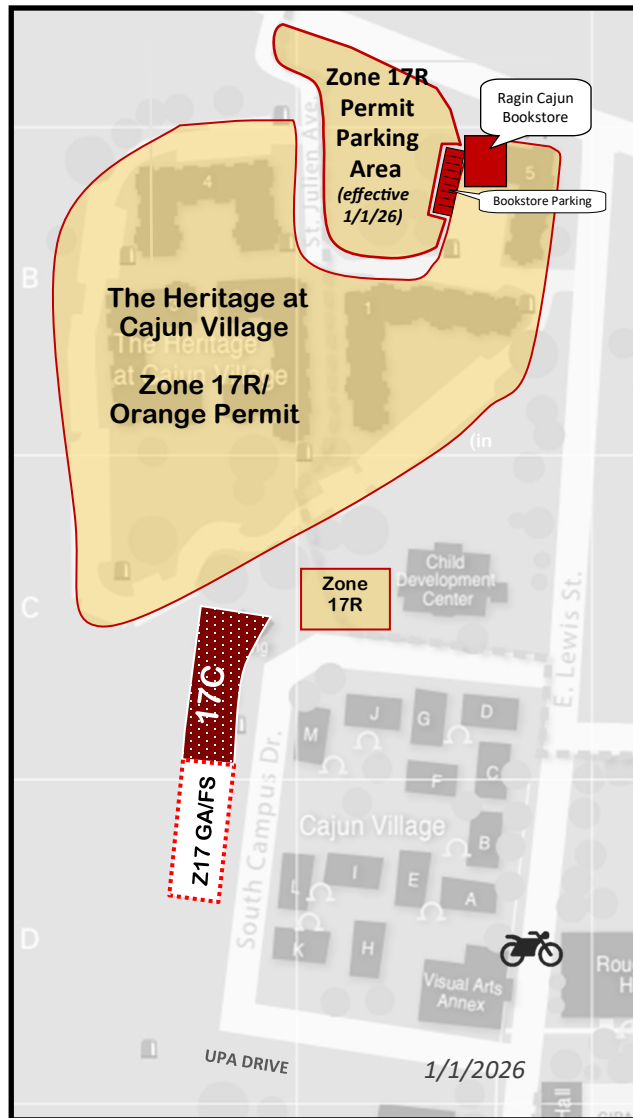 Zone 17R
Permit
Parking
Area
(effective
1/1/26)
Ragin Cajun
Bookstore
Bookstore Parking
St. Julien Ave.
4
5
B
1
The Heritage at
Cajun Village
The Heritage
at Cajun Village
Zone 17R/
Orange Permit
(in
C
Child
Development
Center
Zone
17R
E. Lewis St.
17C
Z17 GA/FS
South Campus Dr.
M
J
G
D
F
C
Cajun Village
B
L
I
E
A
K
H
D
Visual Arts
Annex
Rou
H
UPA DRIVE
1/1/2026
Hall